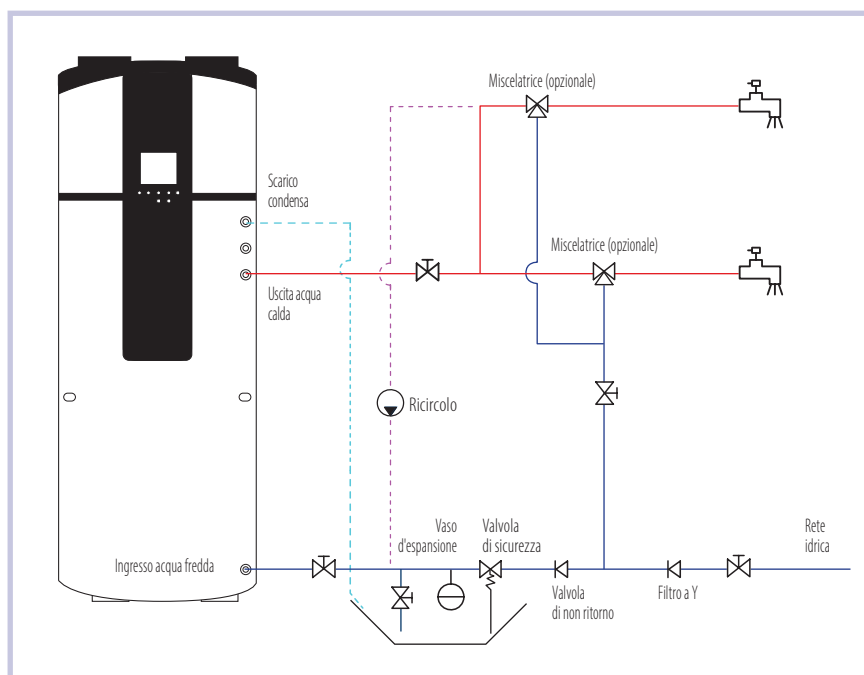 Miscelatrice (opzionale)
Scarico
condensa
Miscelatrice (opzionale)
Uscita acqua
calda
Ricircolo
Vaso
d'espansione
Valvola
di sicurezza
Rete
idrica
Ingresso acqua fredda
Valvola
di non ritorno
Filtro a Y